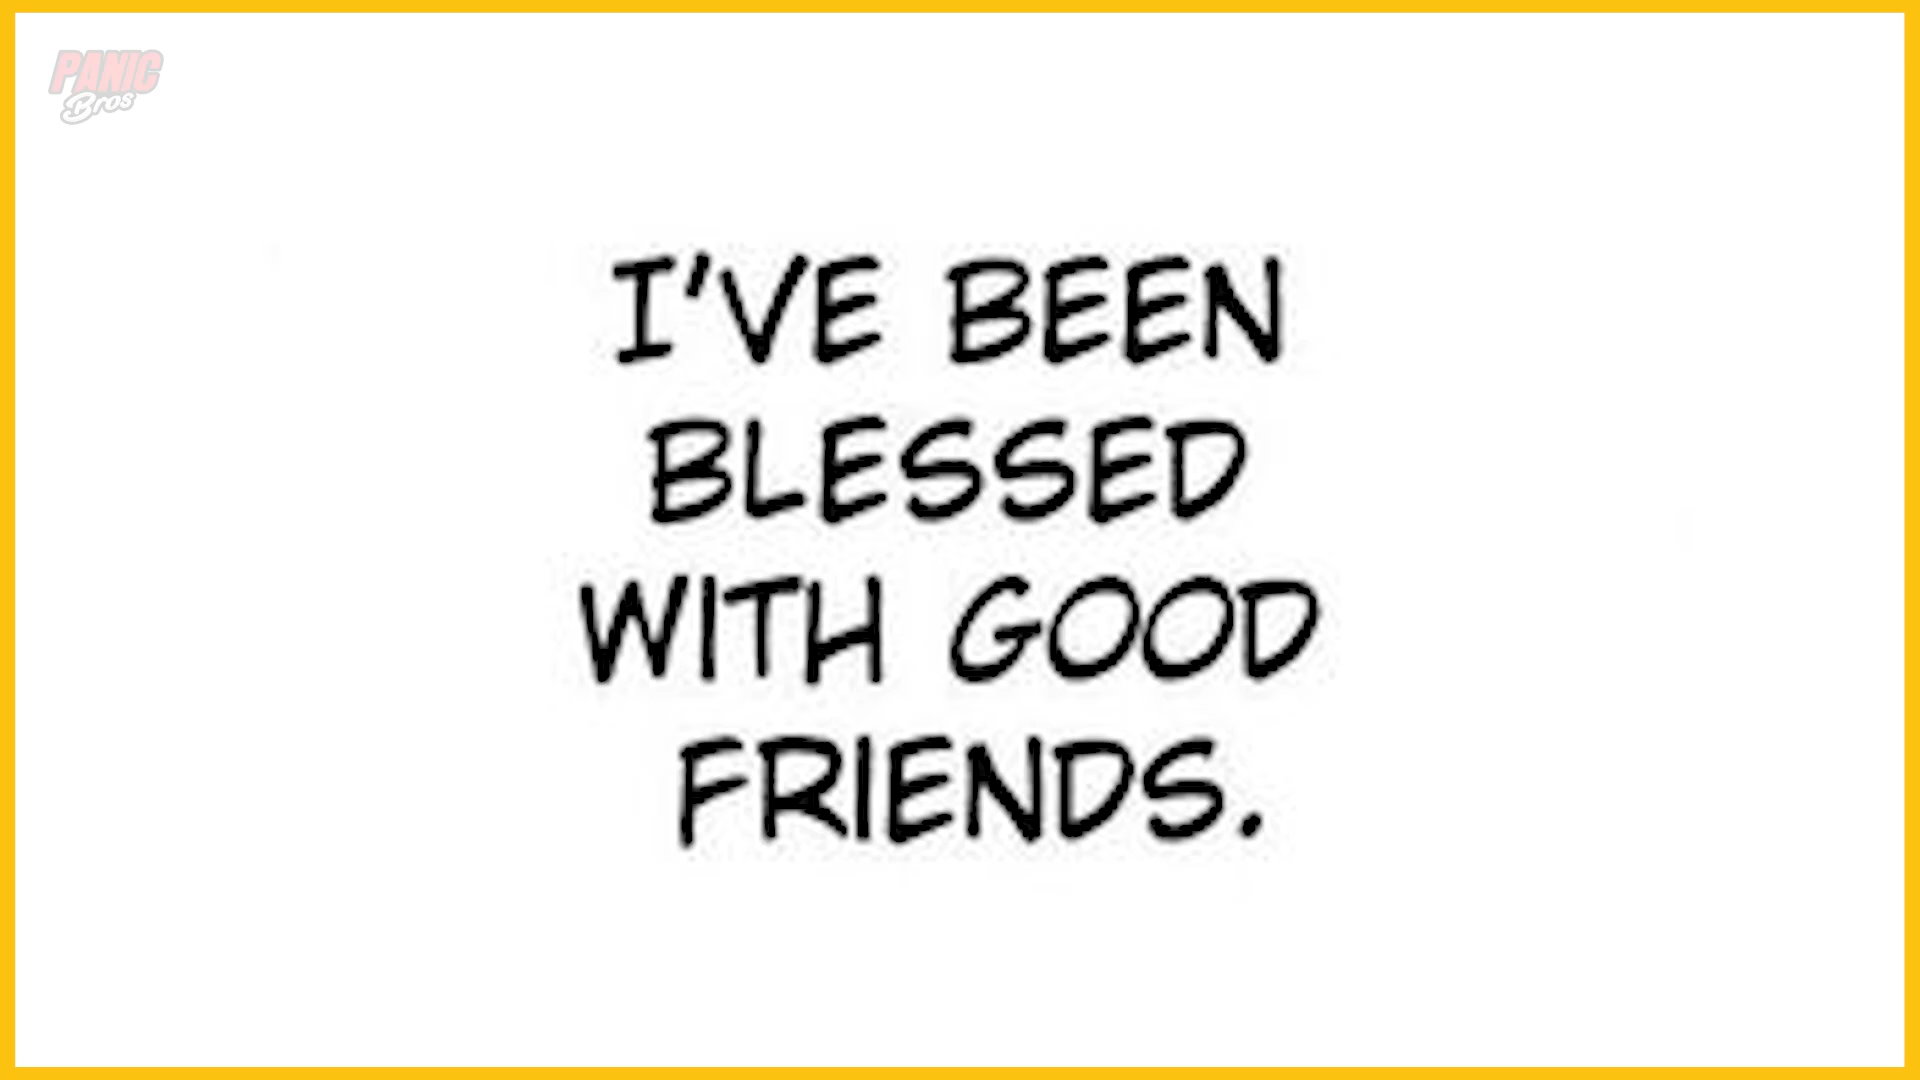 PANIC
Bros
I'VE BEEN
BLESSED
WITH GOOD
FRIENDS.